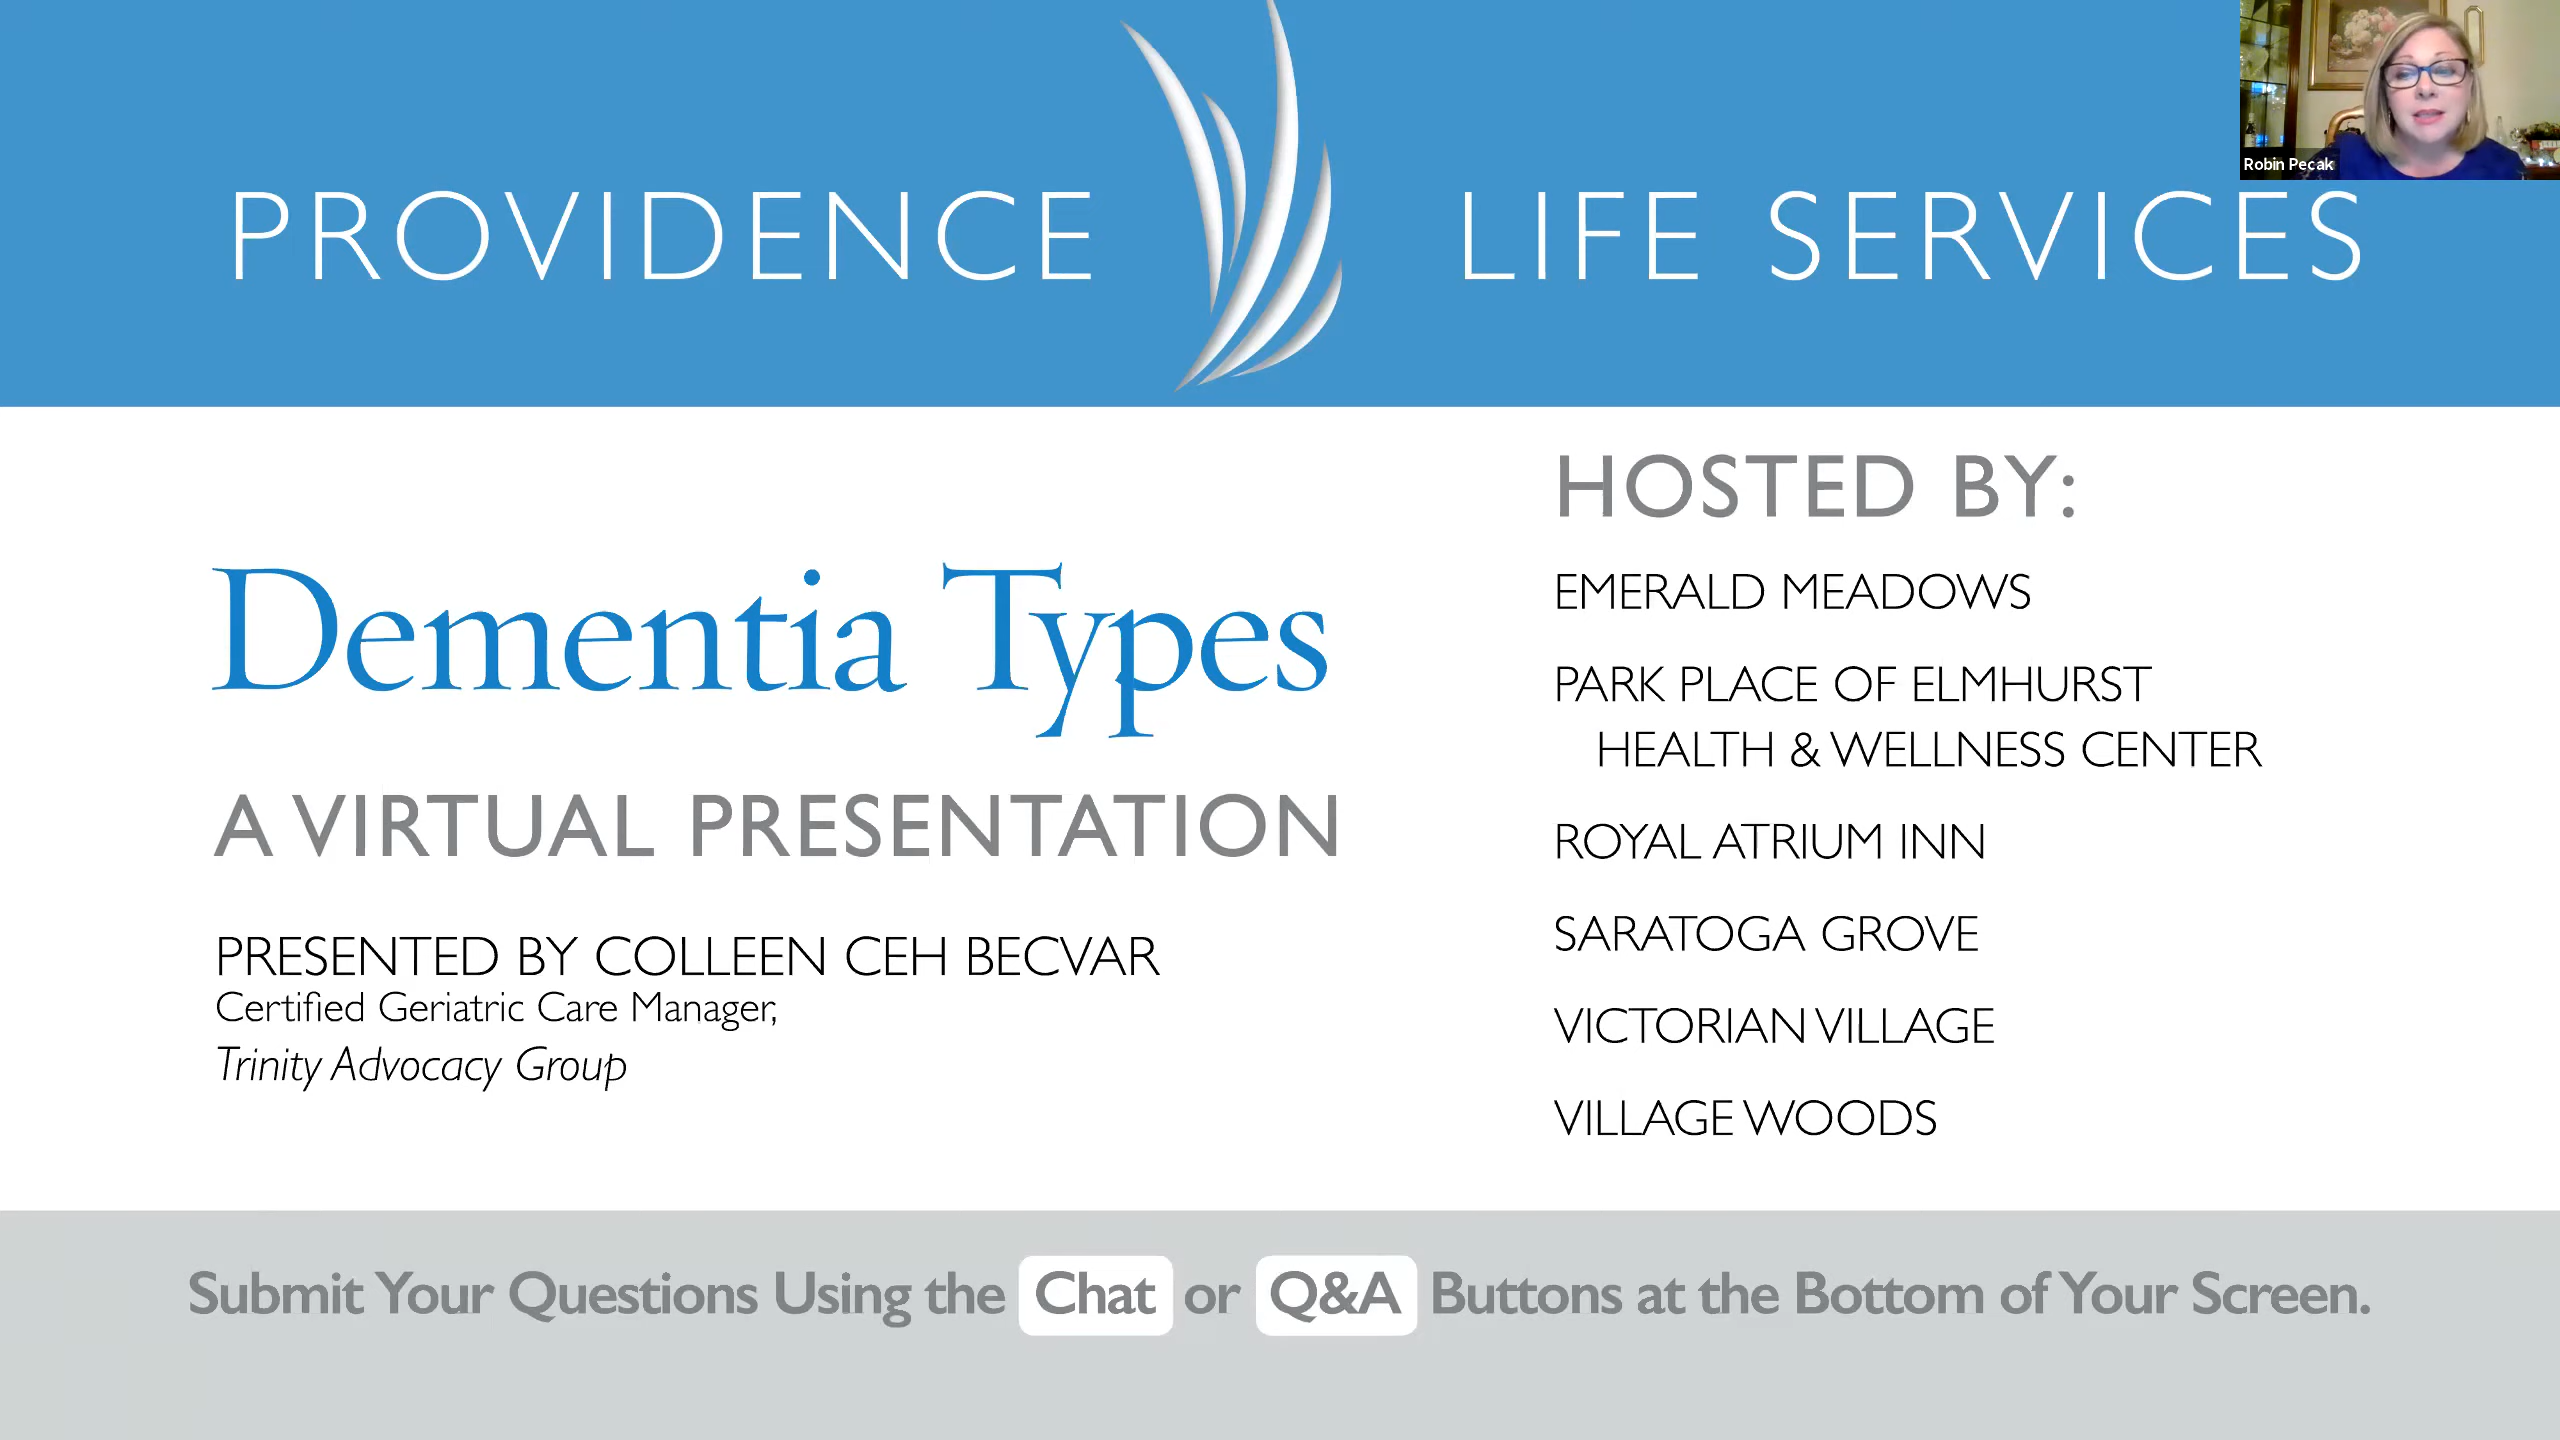 PROVIDENCE LIFE SERVICES
Robin Pecak
Dementia Types
A VIRTUAL PRESENTATION
PRESENTED BY COLLEEN CEH BECVAR
Certified Geriatric Care Manager,
Trinity Advocacy Group
HOSTED BY:
EMERALD MEADOWS
PARK PLACE OF ELMHURST
HEALTH & WELLNESS CENTER
ROYAL ATRIUM INN
SARATOGA GROVE
VICTORIAN VILLAGE
VILLAGE WOODS
Submit Your Questions Using the Chat or Q&A Buttons at the Bottom of Your Screen.